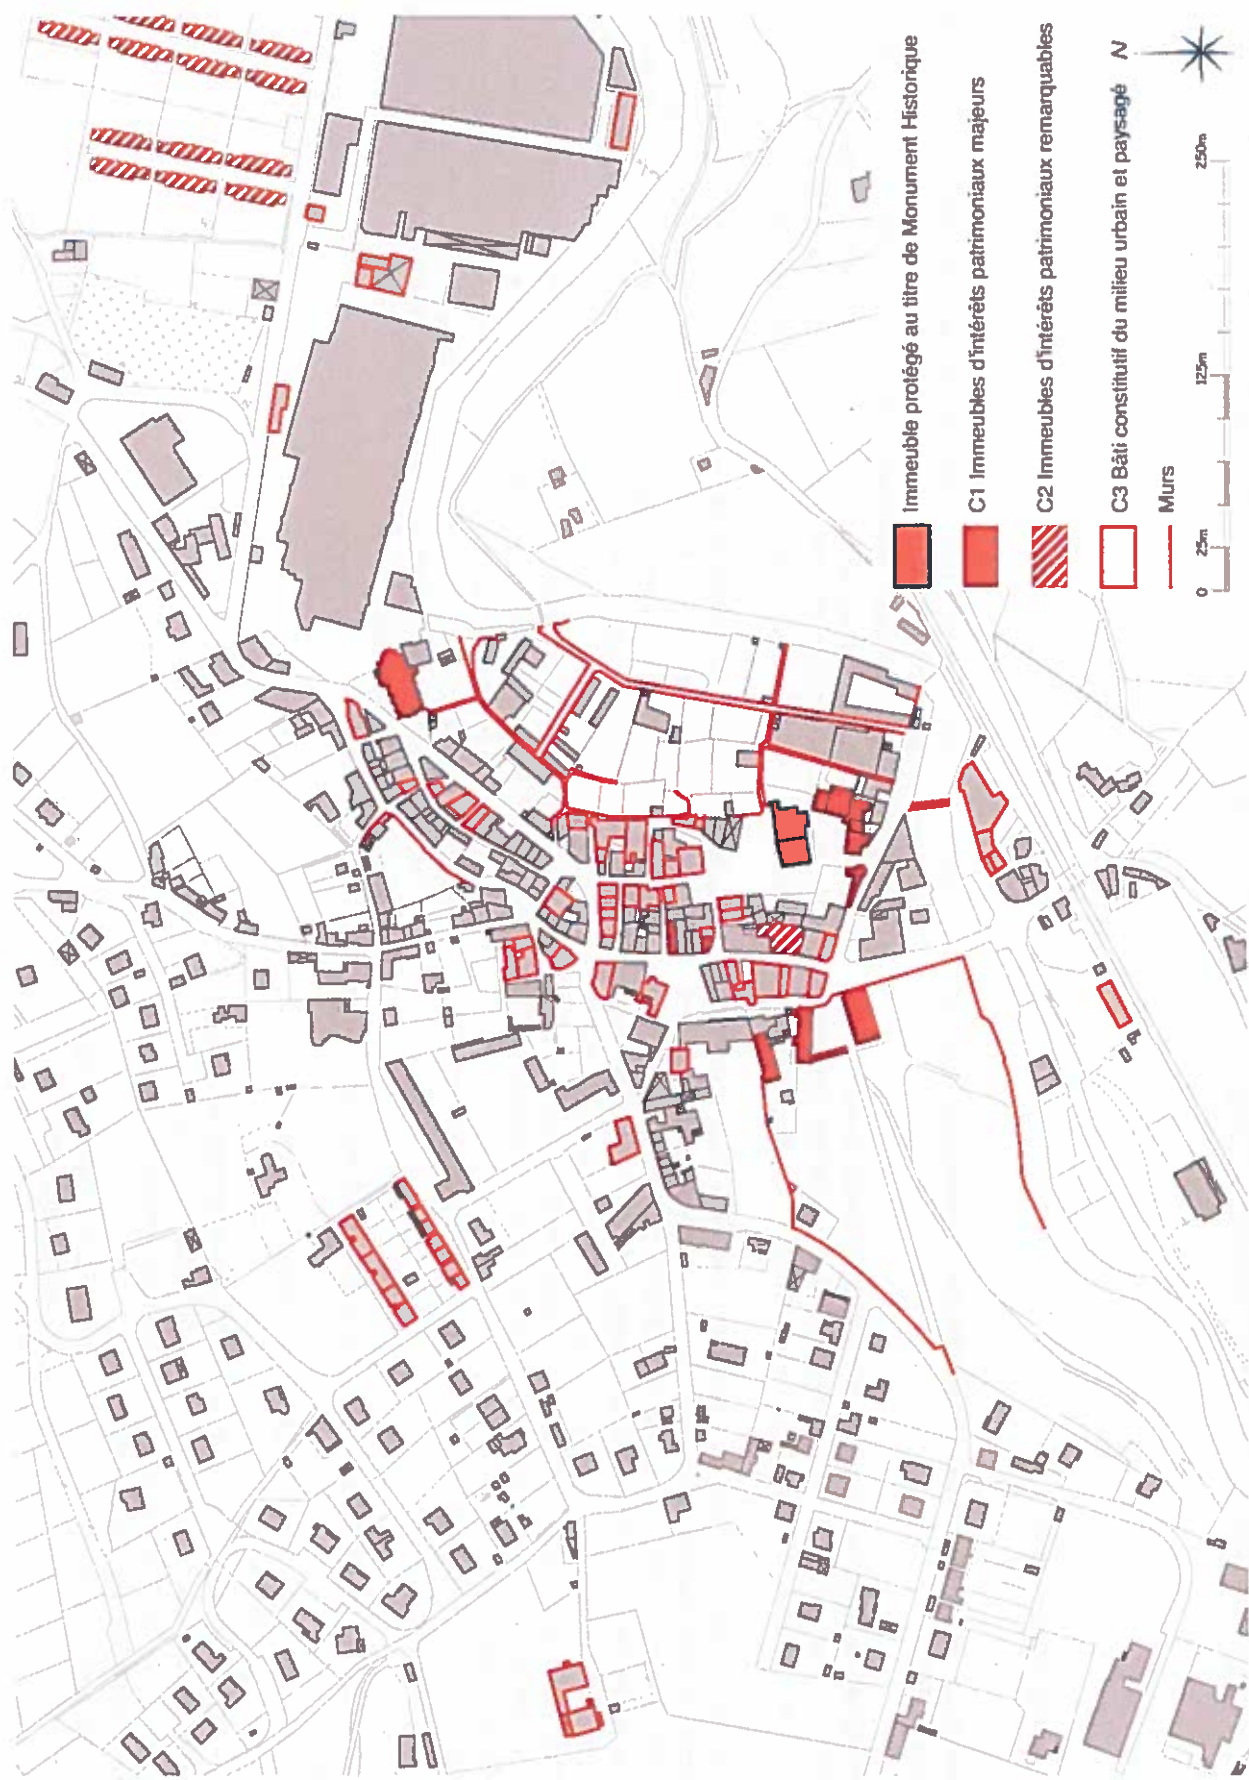 Immeuble protégé au titre de Monument Historique
C1 Immeubles d'intérêts patrimoniaux majeurs
C2 Immeubles d'intérêts patrimoniaux remarquables
C3 Bâti constitutif du milieu urbain et paysagé
Murs
N
0 25m 125m 250m